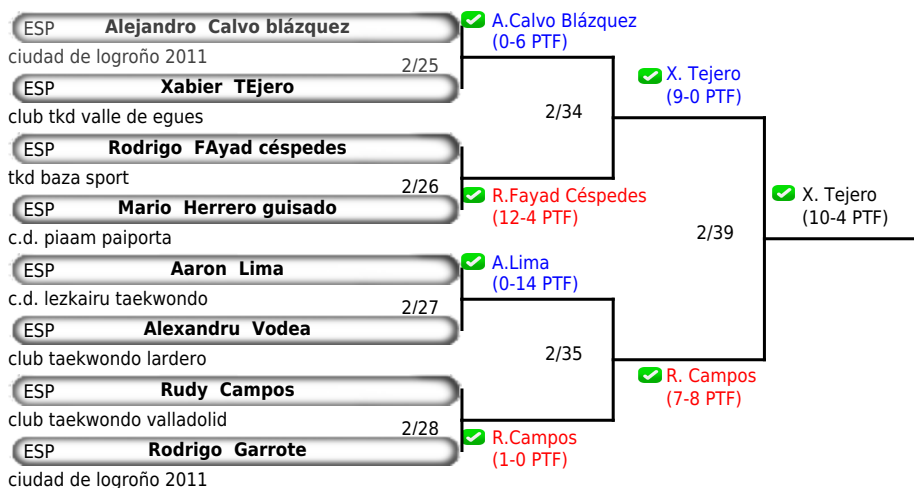 ESP Alejandro Calvo blázquez
ciudad de logroño 2011
2/25
ESP Xabier TEjero
club tkd valle de egues
ESP Rodrigo FAyad céspedes
tkd baza sport
2/26
ESP Mario Herrero guisado
c.d. piaam paiporta
ESP Aaron Lima
c.d. lezkairu taekwondo
2/27
ESP Alexandru Vodea
club taekwondo lardero
ESP Rudy Campos
club taekwondo valladolid
2/28
ESP Rodrigo Garrote
ciudad de logroño 2011
A.Calvo Blázquez
(0-6 PTF)
2/34
R.Fayad Céspedes
(12-4 PTF)
A.Lima
(0-14 PTF)
2/35
R.Campos
(1-0 PTF)
X. Tejero
(9-0 PTF)
2/39
R. Campos
(7-8 PTF)
X. Tejero
(10-4 PTF)